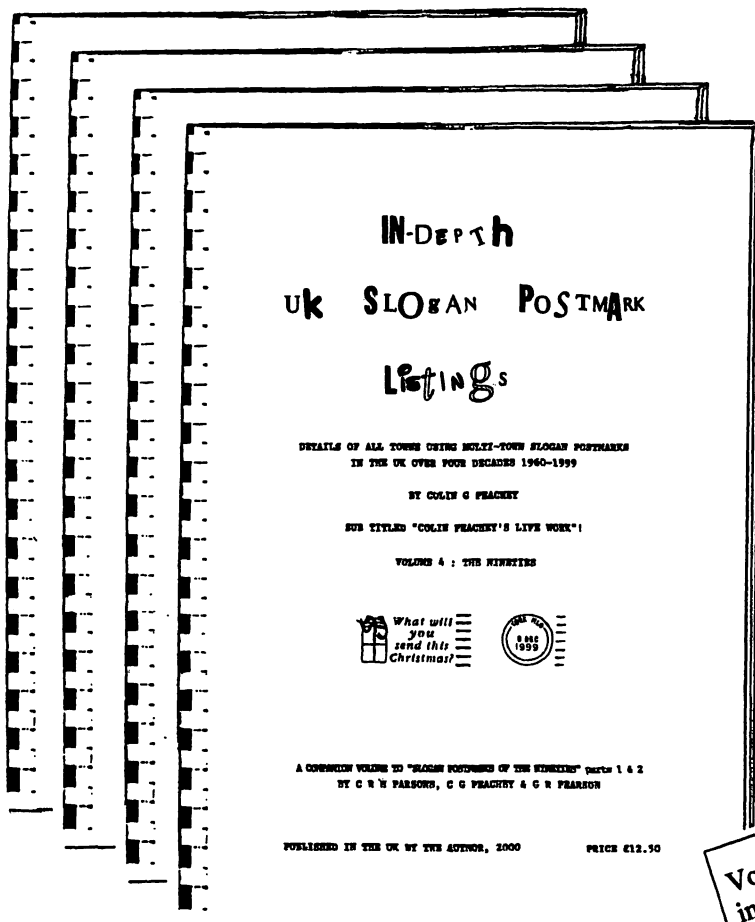 IN-DEPTh
Uk SLOgAN POSTMARK
LisTINgs
DETAILS OF ALL TOWNS USING MULTI-TOWN SLOGAN POSTMARKS
IN THE UK OVER FOUR DECADES 1960-1999
BY COLIN G PEACHEY
SUB TITLED "COLIN PEACHEY'S LIFE WORK"!
VOLUME 4 : THE NINETIES
What will
you
send this
Christmas?
8 DEC
1999
A COMPANION VOLUME TO "SLOGAN POSTMARKS OF THE NINETIES" parts 1 & 2
BY C R H PARSONS, C G PEACHEY & G R PEARSON
PUBLISHED IN THE UK BY THE AUTHOR, 2000 PRICE £12.50